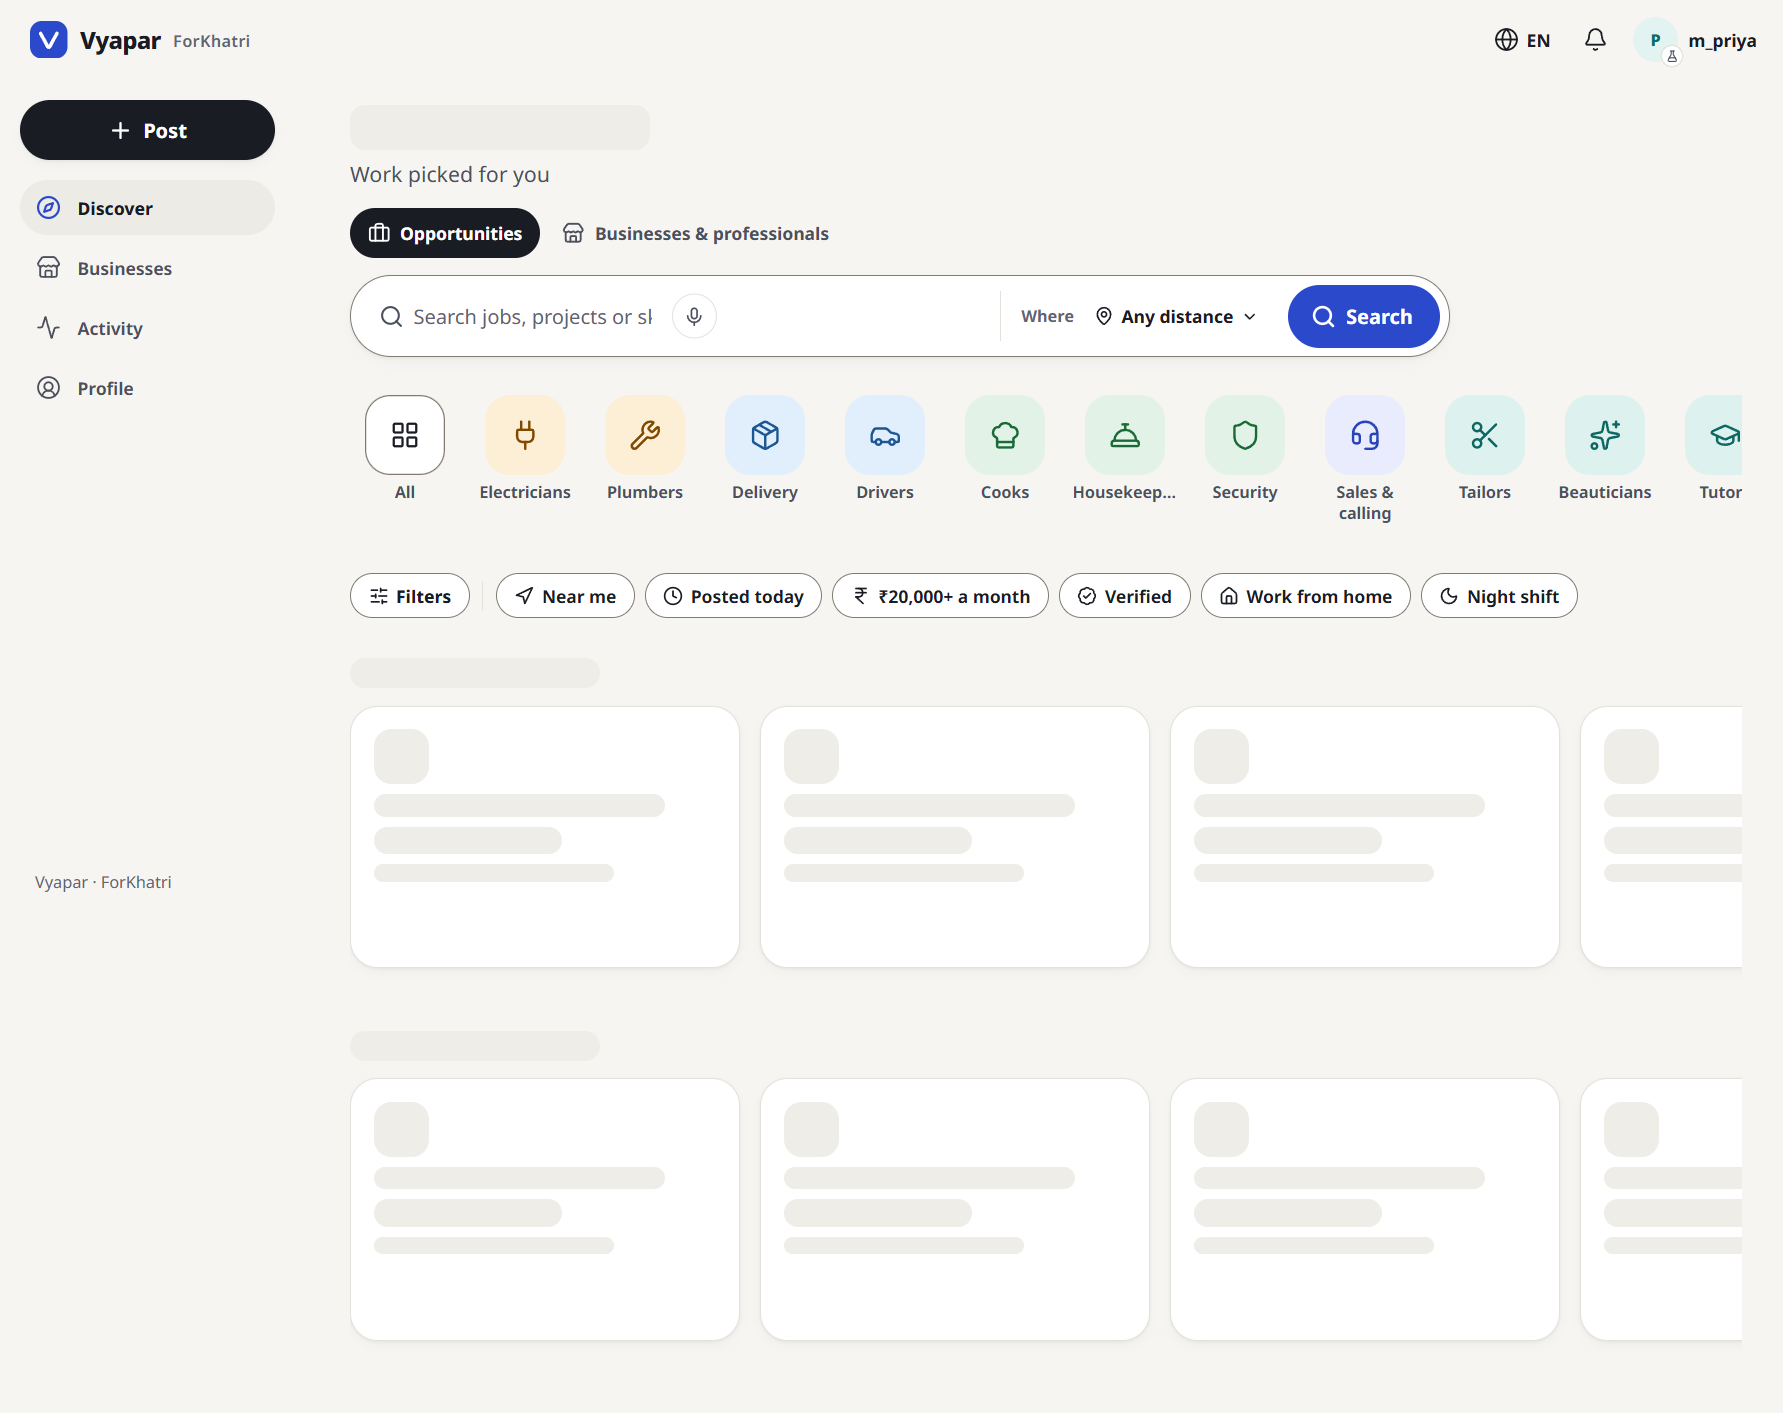 Vyapar ForKhatri
EN
P
m_priya
Post
Discover
Businesses
Activity
Profile
Vyapar · ForKhatri
Work picked for you
Opportunities
Businesses & professionals
Search jobs, projects or sk
Where
Any distance
Search
All
Electricians
Plumbers
Delivery
Drivers
Cooks
Housekeep...
Security
Sales &
calling
Tailors
Beauticians
Tutor
Filters
Near me
Posted today
₹20,000+ a month
Verified
Work from home
Night shift